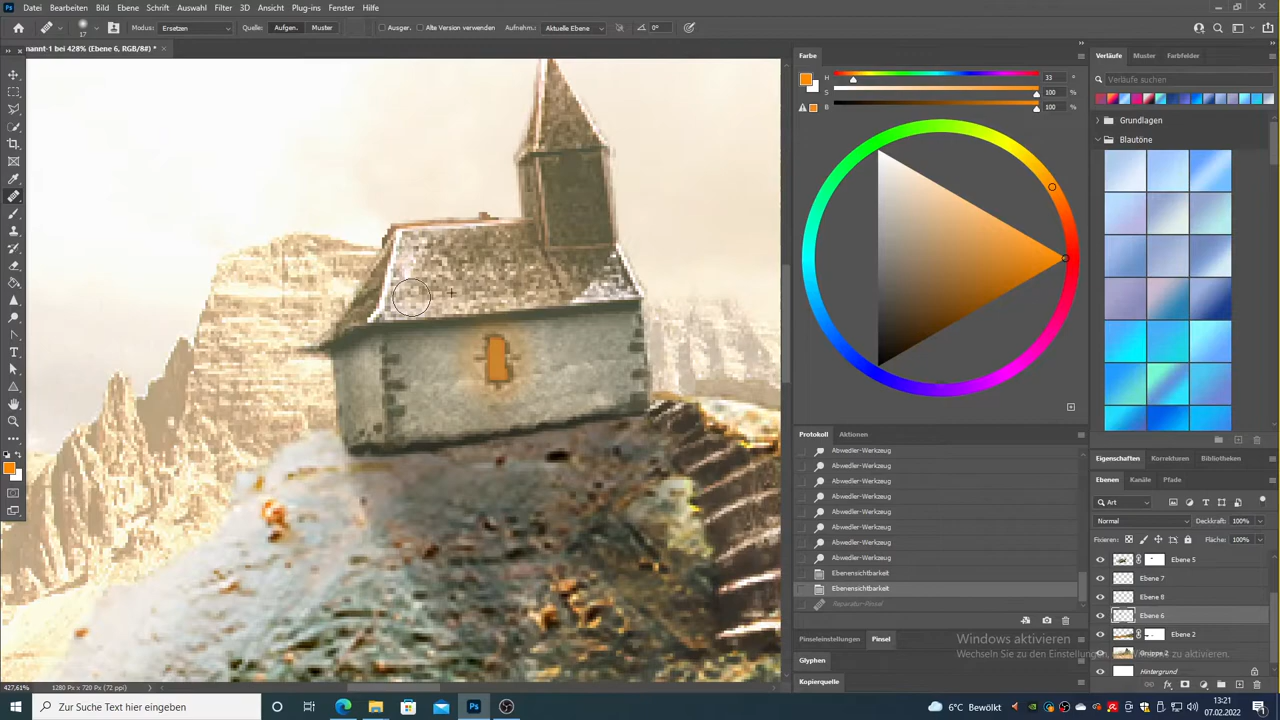 Ps Datei Bearbeiten Bild Ebene Schrift Auswahl Filter 3D Ansicht Plug-ins Fenster Hilfe
17 Modus: Ersetzen Quelle: Aufgen. Muster Ausger. Alte Version verwenden Aufnehm.: Aktuelle Ebene 0°
nannt-1 bei 428% (Ebene 6, RGB/8#) *
Farbe
H 33 °
S 100 %
B 100 %
Verläufe Muster Farbfelder
Verläufe suchen
Grundlagen
Blautöne
Protokoll Aktionen
Abwedler-Werkzeug
Abwedler-Werkzeug
Abwedler-Werkzeug
Abwedler-Werkzeug
Abwedler-Werkzeug
Abwedler-Werkzeug
Abwedler-Werkzeug
Abwedler-Werkzeug
Ebenensichtbarkeit
Ebenensichtbarkeit
Reparatur-Pinsel
Pinseleinstellungen Pinsel
Glyphen
Kopierquelle
Eigenschaften Korrekturen Bibliotheken
Ebenen Kanäle Pfade
Art
Normal Deckkraft: 100%
Fixieren: Fläche: 100%
Ebene 5
Ebene 7
Ebene 8
Ebene 6
Ebene 2
Gruppe 2
Hintergrund
Windows aktivieren
Wechseln Sie zu den Einstellungen, um Windows zu aktivieren.
427,61% 1280 Px x 720 Px (72 ppi)
Zur Suche Text hier eingeben
Ps
6°C Bewölkt
13:21
07.02.2022